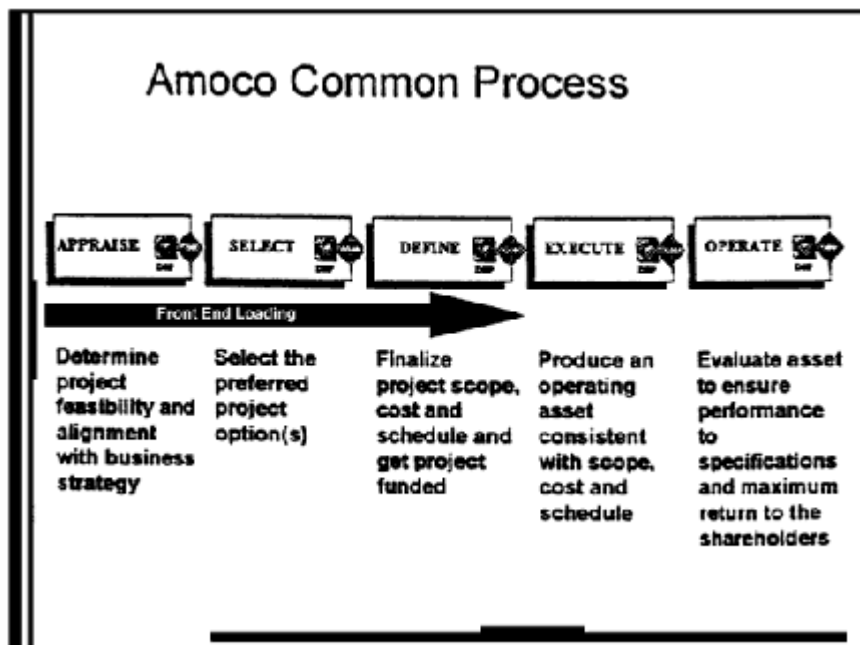 Amoco Common Process
APPRAISE
SELECT
DEFINE
EXECUTE
OPERATE
Front End Loading
Determine
project
feasibility and
alignment
with business
strategy
Select the
preferred
project
option(s)
Finalize
project scope,
cost and
schedule and
get project
funded
Produce an
operating
asset
consistent
with scope,
cost and
schedule
Evaluate asset
to ensure
performance
to
specifications
and maximum
return to the
shareholders